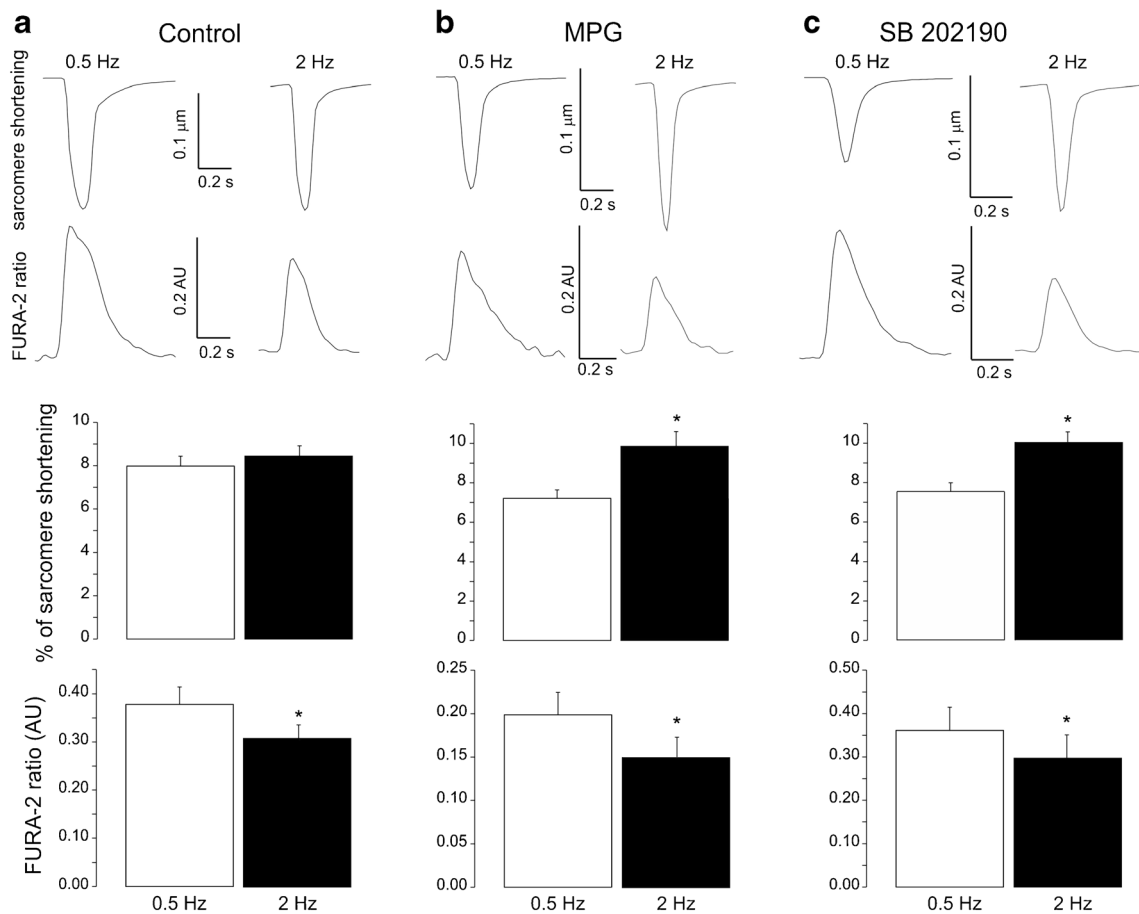 a Control
0.5 Hz 2 Hz
sarcomere shortening
0.1 µm
0.2 s
FURA-2 ratio
0.2 AU
0.2 s
b MPG
0.5 Hz 2 Hz
0.1 µm
0.2 s
0.2 AU
0.2 s
c SB 202190
0.5 Hz 2 Hz
0.1 µm
0.2 s
0.2 AU
0.2 s
% of sarcomere shortening
10
8
6
4
2
0
*
10
8
6
4
2
0
*
10
8
6
4
2
0
FURA-2 ratio (AU)
0.40
0.30
0.20
0.10
0.00
*
0.5 Hz 2 Hz
0.25
0.20
0.15
0.10
0.05
0.00
*
0.5 Hz 2 Hz
0.50
0.40
0.30
0.20
0.10
0.00
*
0.5 Hz 2 Hz